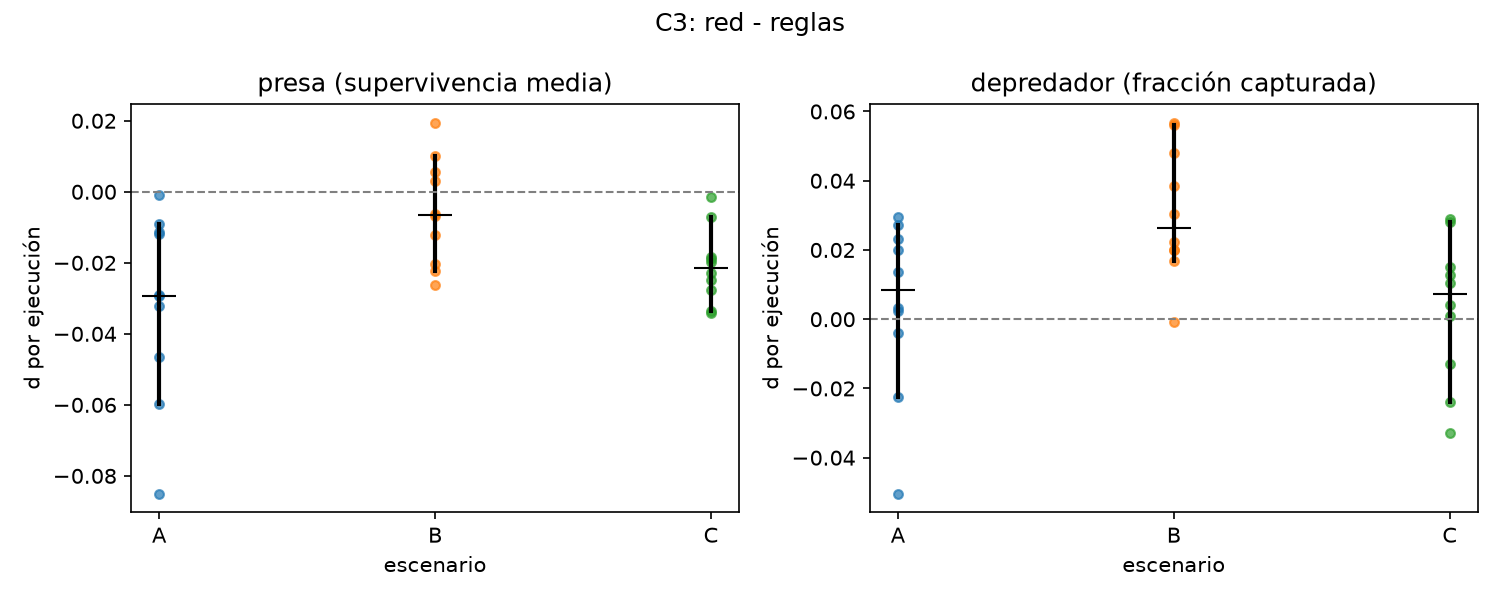 C3: red - reglas
presa (supervivencia media)
0.02
0.00
−0.02
−0.04
−0.06
−0.08
d por ejecución
A
B
C
escenario
depredador (fracción capturada)
0.06
0.04
0.02
0.00
−0.02
−0.04
d por ejecución
A
B
C
escenario